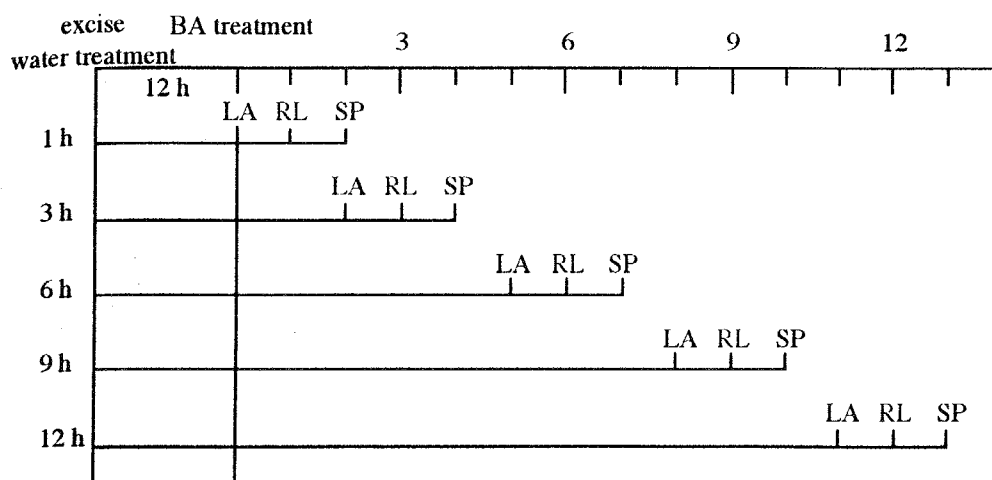 excise BA treatment 3 6 9 12
water treatment
12 h
LA RL SP
1 h
LA RL SP
3 h
LA RL SP
6 h
LA RL SP
9 h
LA RL SP
12 h